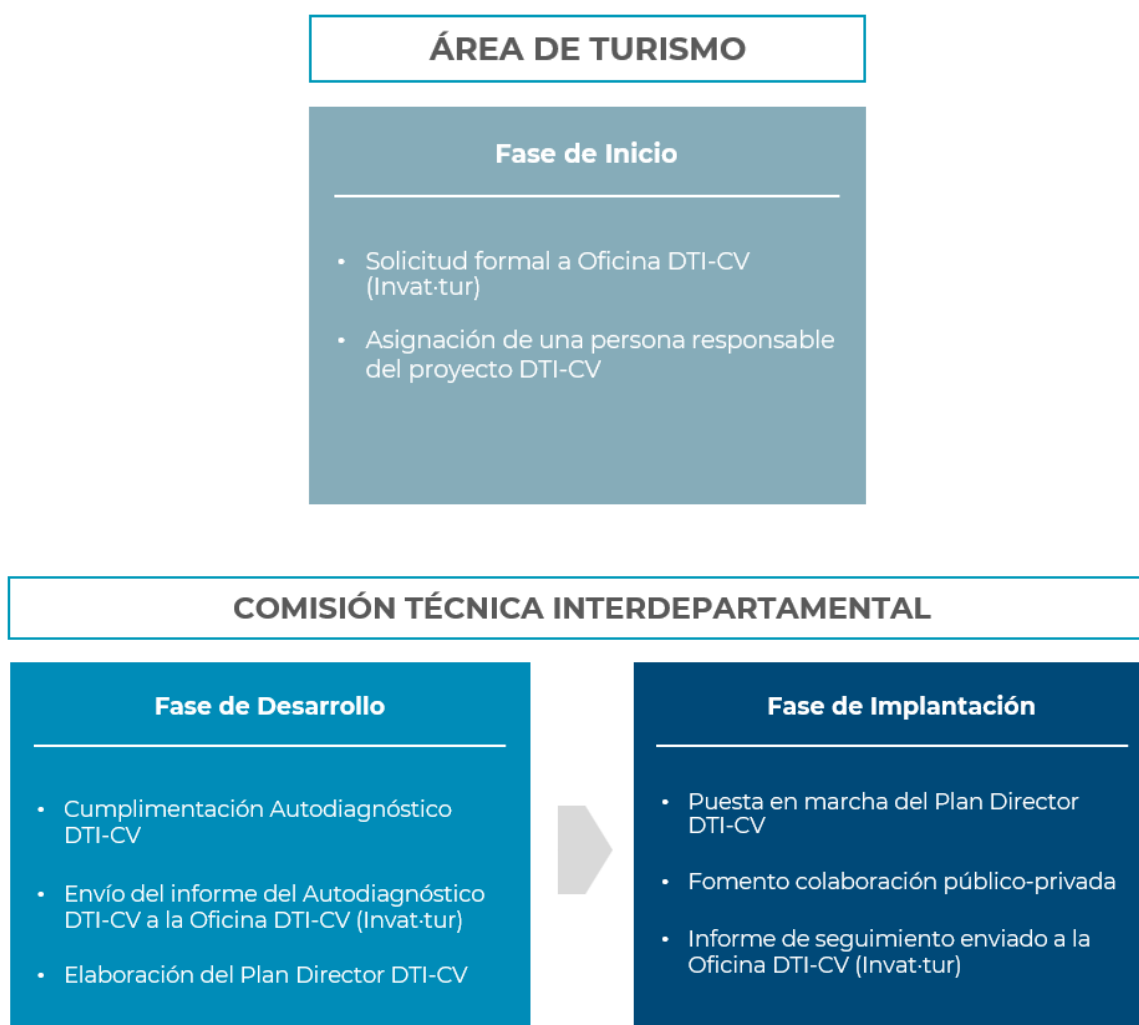 ÁREA DE TURISMO
Fase de Inicio
• Solicitud formal a Oficina DTI-CV
(Invat·tur)
• Asignación de una persona responsable
del proyecto DTI-CV
COMISIÓN TÉCNICA INTERDEPARTAMENTAL
Fase de Desarrollo
• Cumplimentación Autodiagnóstico
DTI-CV
• Envío del informe del Autodiagnóstico
DTI-CV a la Oficina DTI-CV (Invat·tur)
• Elaboración del Plan Director DTI-CV
Fase de Implantación
• Puesta en marcha del Plan Director
DTI-CV
• Fomento colaboración público-privada
• Informe de seguimiento enviado a la
Oficina DTI-CV (Invat·tur)